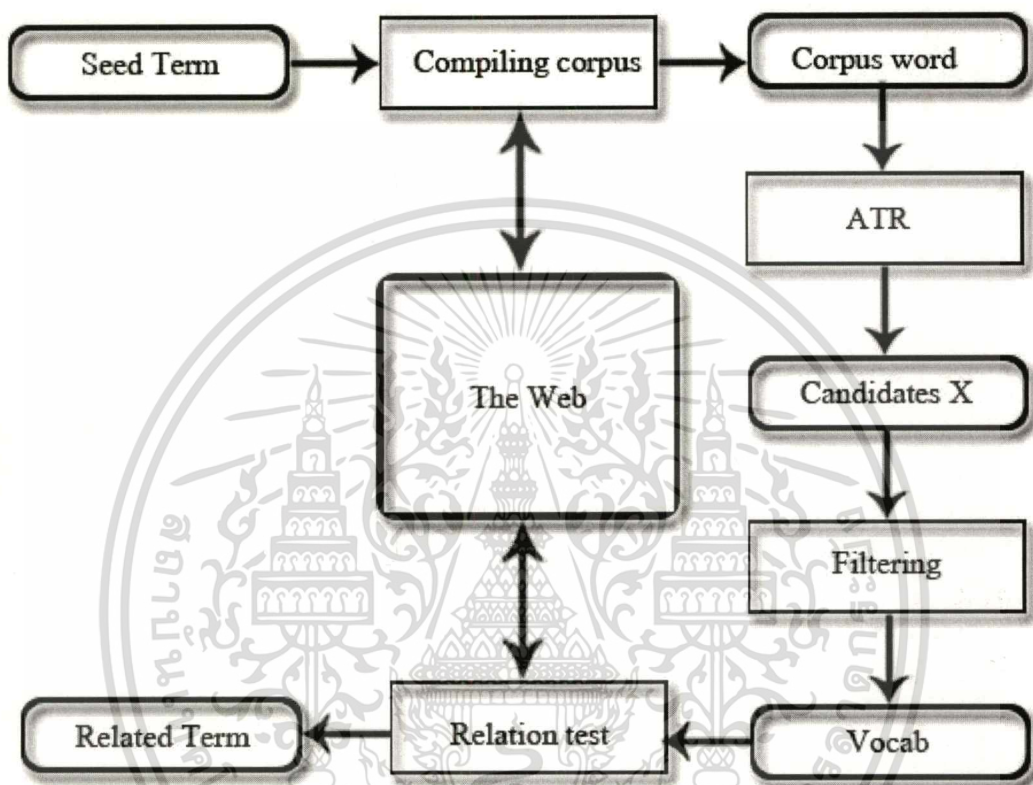 Seed Term
Compiling corpus
Corpus word
ATR
The Web
Candidates X
Filtering
Related Term
Relation test
Vocab